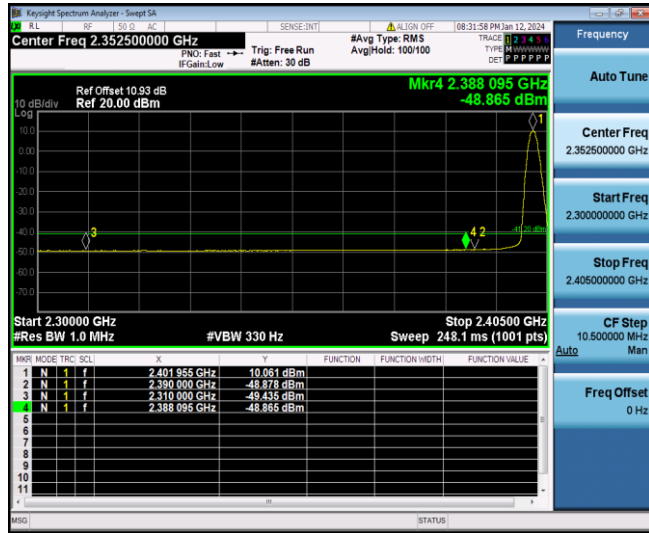 Keysight Spectrum Analyzer - Swept SA
RL RF 50 Ω AC SENSE:INT ALIGN OFF 08:31:58 PM Jan 12, 2024
Center Freq 2.352500000 GHz
PNO: Fast
IFGain:Low
Trig: Free Run
#Atten: 30 dB
#Avg Type: RMS
Avg|Hold: 100/100
TRACE 1 2 3 4 5 6
TYPE M WWWWW
DET P P P P P P
Ref Offset 10.93 dB
Ref 20.00 dBm
Mkr4 2.388 095 GHz
-48.865 dBm
10 dB/div
Log
10.0
0.00
-10.0
-20.0
-30.0
-40.0
-50.0
-60.0
-70.0
1
3
4 2
-41.20 dBm
Start 2.30000 GHz Stop 2.40500 GHz
#Res BW 1.0 MHz #VBW 330 Hz Sweep 248.1 ms (1001 pts)
MKR MODE TRC SCL X Y FUNCTION FUNCTION WIDTH FUNCTION VALUE
1 N 1 f 2.401 955 GHz 10.061 dBm
2 N 1 f 2.390 000 GHz -48.878 dBm
3 N 1 f 2.310 000 GHz -49.435 dBm
4 N 1 f 2.388 095 GHz -48.865 dBm
5
6
7
8
9
10
11
MSG STATUS
Frequency
Auto Tune
Center Freq
2.352500000 GHz
Start Freq
2.300000000 GHz
Stop Freq
2.405000000 GHz
CF Step
10.500000 MHz
Auto Man
Freq Offset
0 Hz